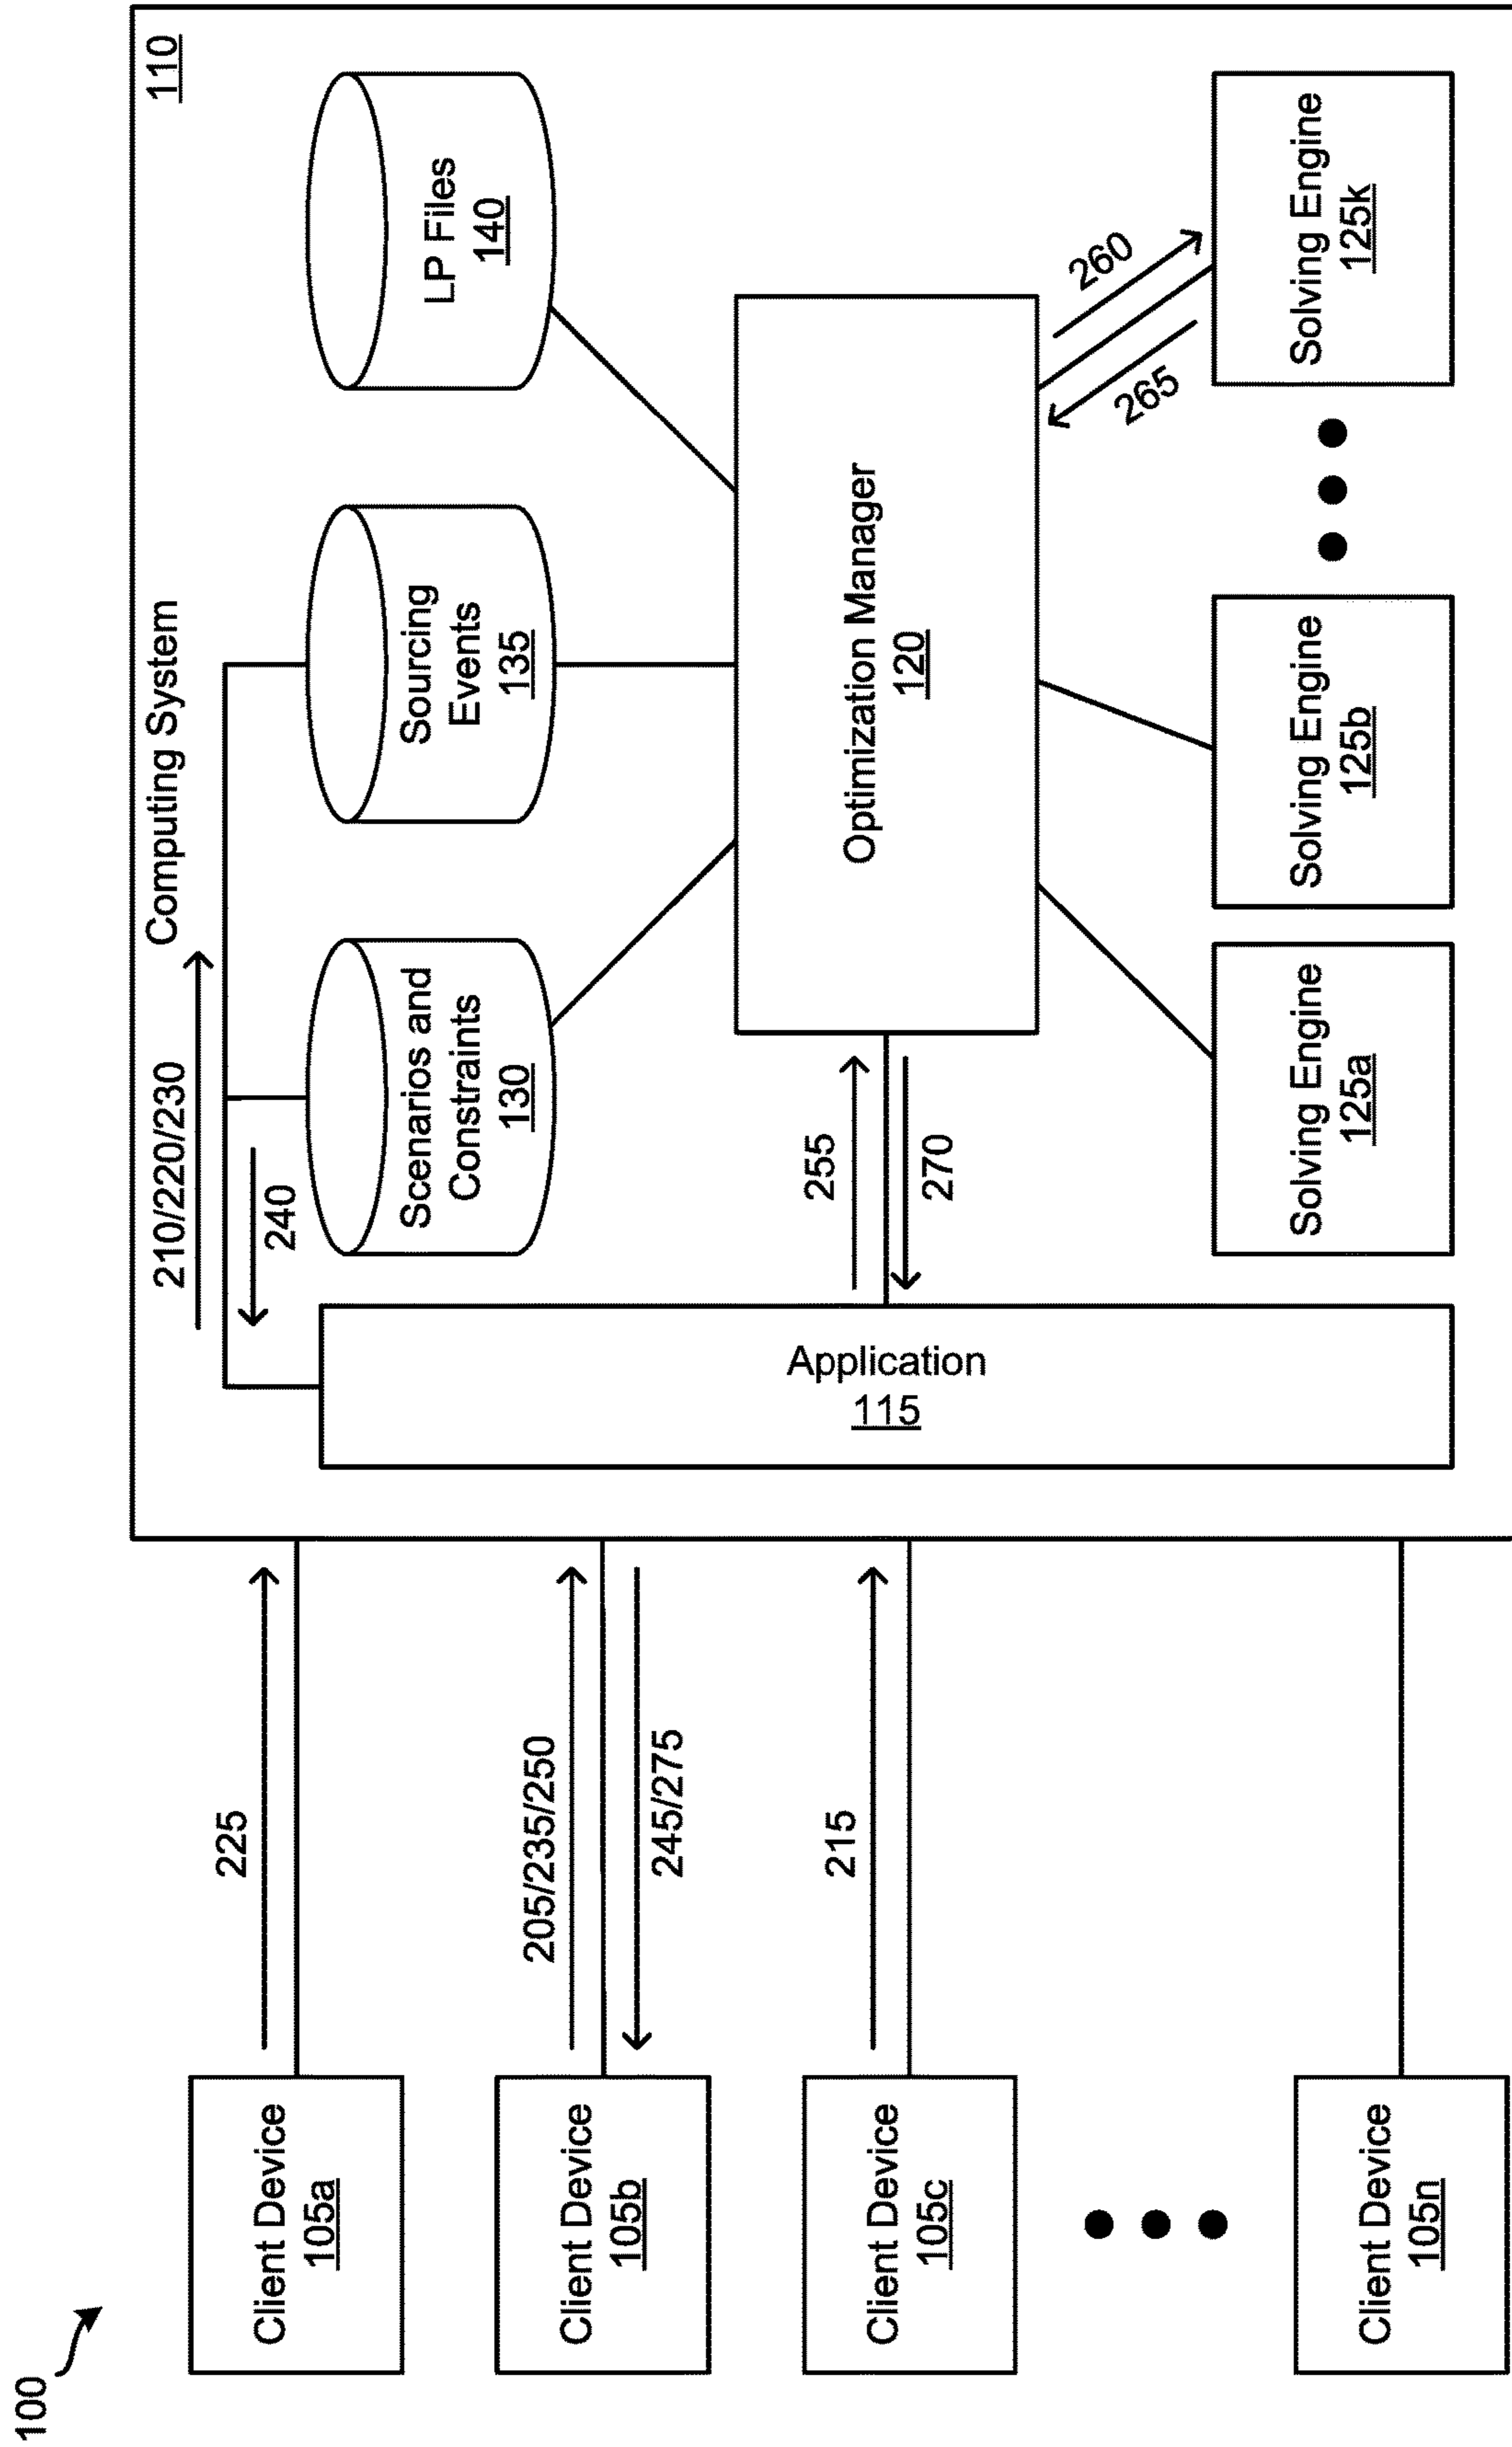 100
Client Device
105a
Client Device
105b
Client Device
105c
Client Device
105n
225
205/235/250
245/275
215
Computing System
110
210/220/230
240
Application
115
Scenarios and
Constraints
130
Sourcing
Events
135
LP Files
140
255
270
Optimization Manager
120
260
265
Solving Engine
125a
Solving Engine
125b
Solving Engine
125k